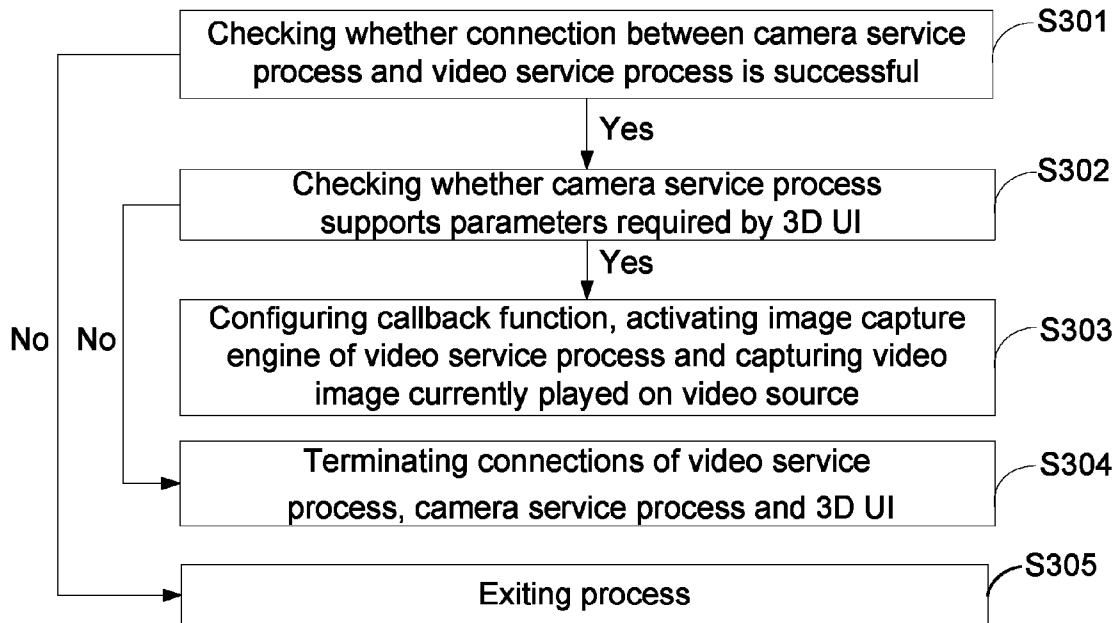 Checking whether connection between camera service
process and video service process is successful
S301
Yes
Checking whether camera service process
supports parameters required by 3D UI
S302
Yes
No
No
Configuring callback function, activating image capture
engine of video service process and capturing video
image currently played on video source
S303
Terminating connections of video service
process, camera service process and 3D UI
S304
Exiting process
S305